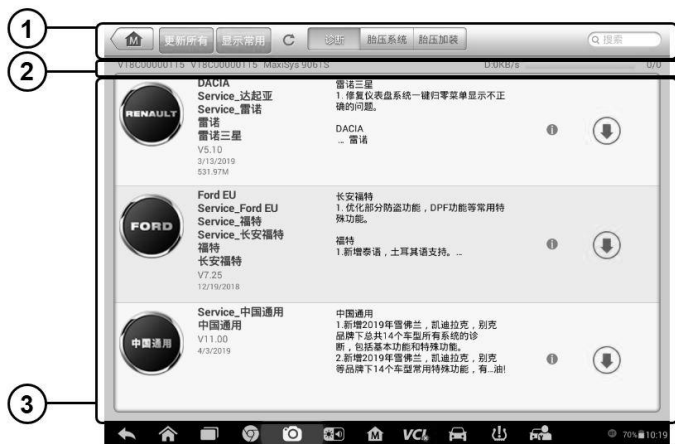 1
M
更新所有
显示常用
诊断
胎压系统
胎压加装
搜索
2
V18C00000115 V18C00000115 MaxiSys 906TS
D:0KB/s
0/0
RENAULT
DACIA
Service_达起亚
Service_雷诺
雷诺
雷诺三星
V5.10
3/13/2019
531.97M
雷诺三星
1.修复仪表盘系统一键归零菜单显示不正
确的问题。
DACIA
... 雷诺
FORD
Ford EU
Service_Ford EU
Service_福特
Service_长安福特
福特
长安福特
V7.25
12/19/2018
长安福特
1.优化部分防盗功能，DPF功能等常用特
殊功能。
福特
1.新增泰语，土耳其语支持。...
中国通用
Service_中国通用
中国通用
V11.00
4/3/2019
中国通用
1.新增2019年雪佛兰，凯迪拉克，别克
品牌下总共14个车型所有系统的诊
断，包括基本功能和特殊功能。
2.新增2019年雪佛兰，凯迪拉克，别克
等品牌下14个车型常用特殊功能，有...油!
3
M
VCI
70%
10:19